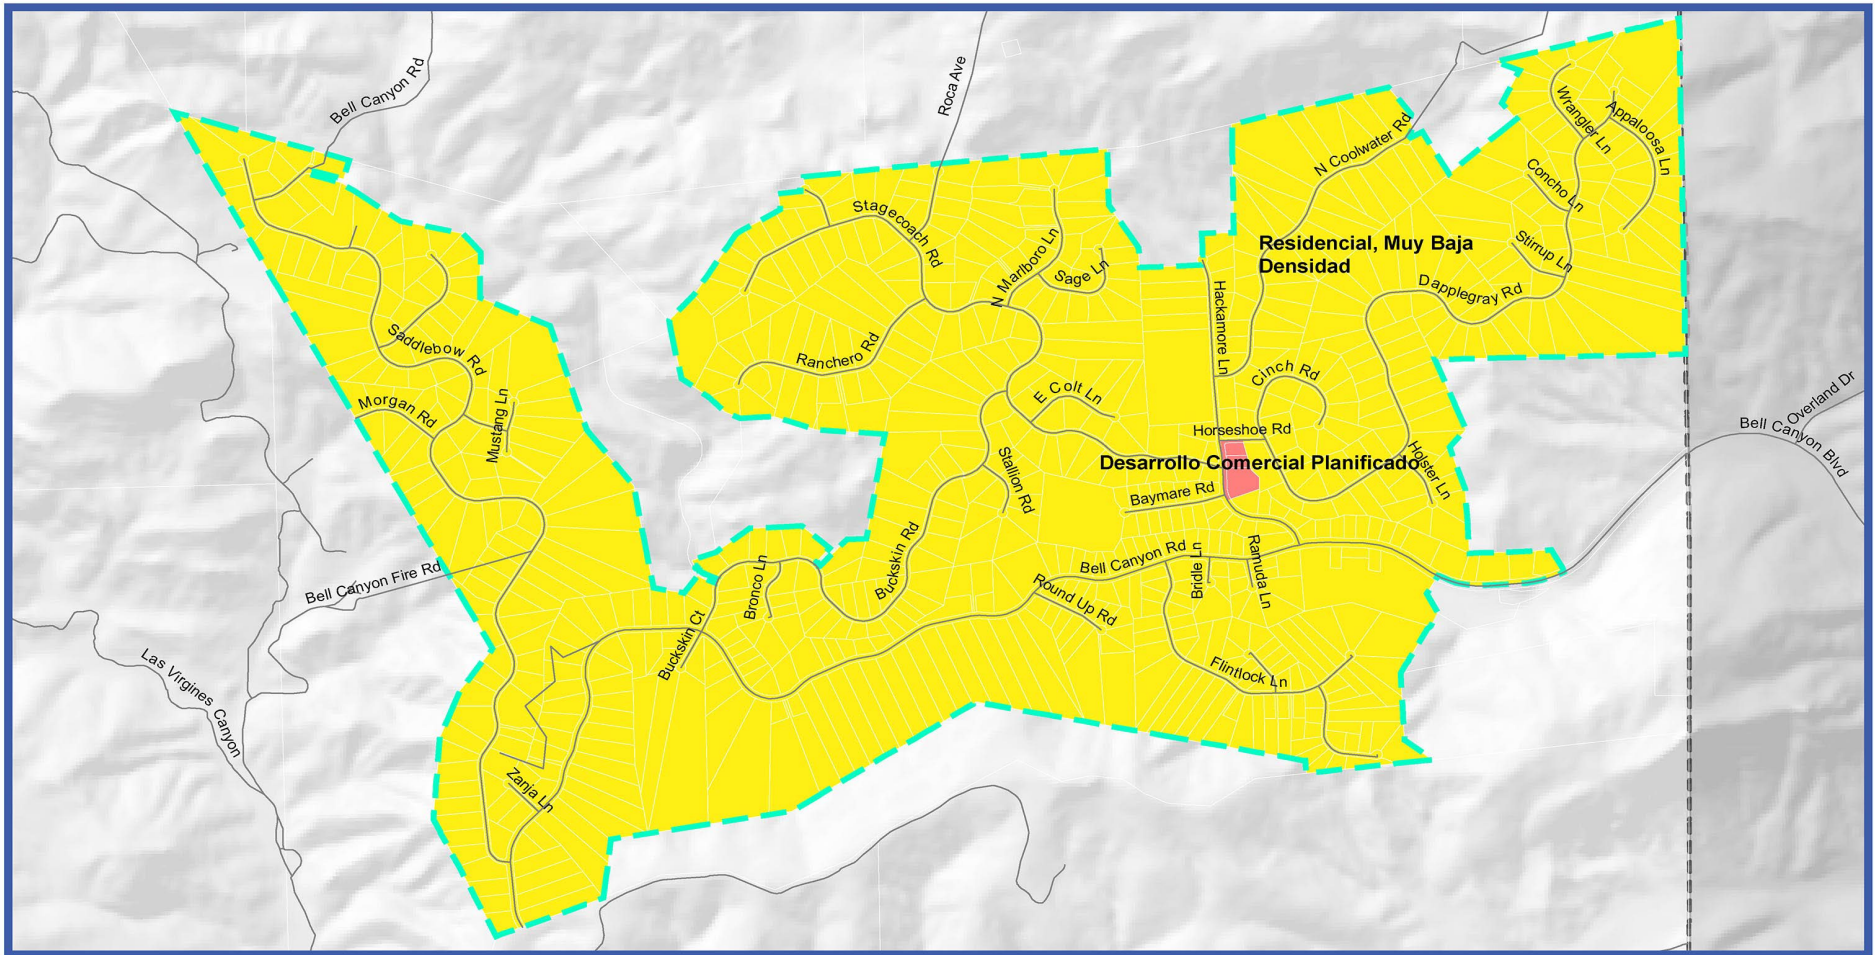 Bell Canyon Rd
Roca Ave
Wrangler Ln
Appaloosa Ln
N Coolwater Rd
Concho Ln
Stagecoach Rd
N Marlboro Ln
Sage Ln
Residencial, Muy Baja
Densidad
Stirrup Ln
Dapplegray Rd
Hackamore Ln
Saddlebow Rd
Ranchero Rd
Cinch Rd
E Colt Ln
Morgan Rd
Mustang Ln
Horseshoe Rd
Overland Dr
Bell Canyon Blvd
Desarrollo Comercial Planificado
Holster Ln
Stallion Rd
Baymare Rd
Buckskin Rd
Bell Canyon Rd
Bridle Ln
Ramuda Ln
Bell Canyon Fire Rd
Bronco Ln
Round Up Rd
Buckskin Ct
Flintlock Ln
Las Virgines Canyon
Zanja Ln